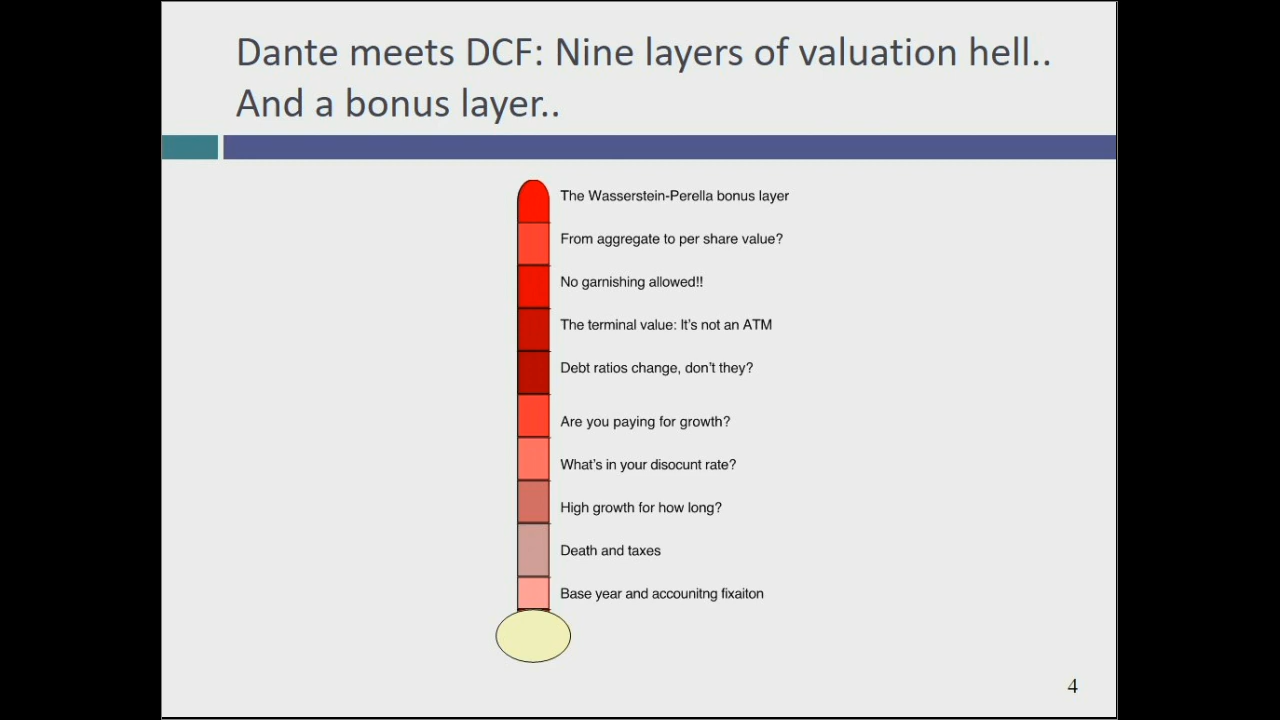 Dante meets DCF: Nine layers of valuation hell..
And a bonus layer..
The Wasserstein-Perella bonus layer
From aggregate to per share value?
No garnishing allowed!!
The terminal value: It's not an ATM
Debt ratios change, don't they?
Are you paying for growth?
What's in your disocunt rate?
High growth for how long?
Death and taxes
Base year and accounitng fixaiton
4